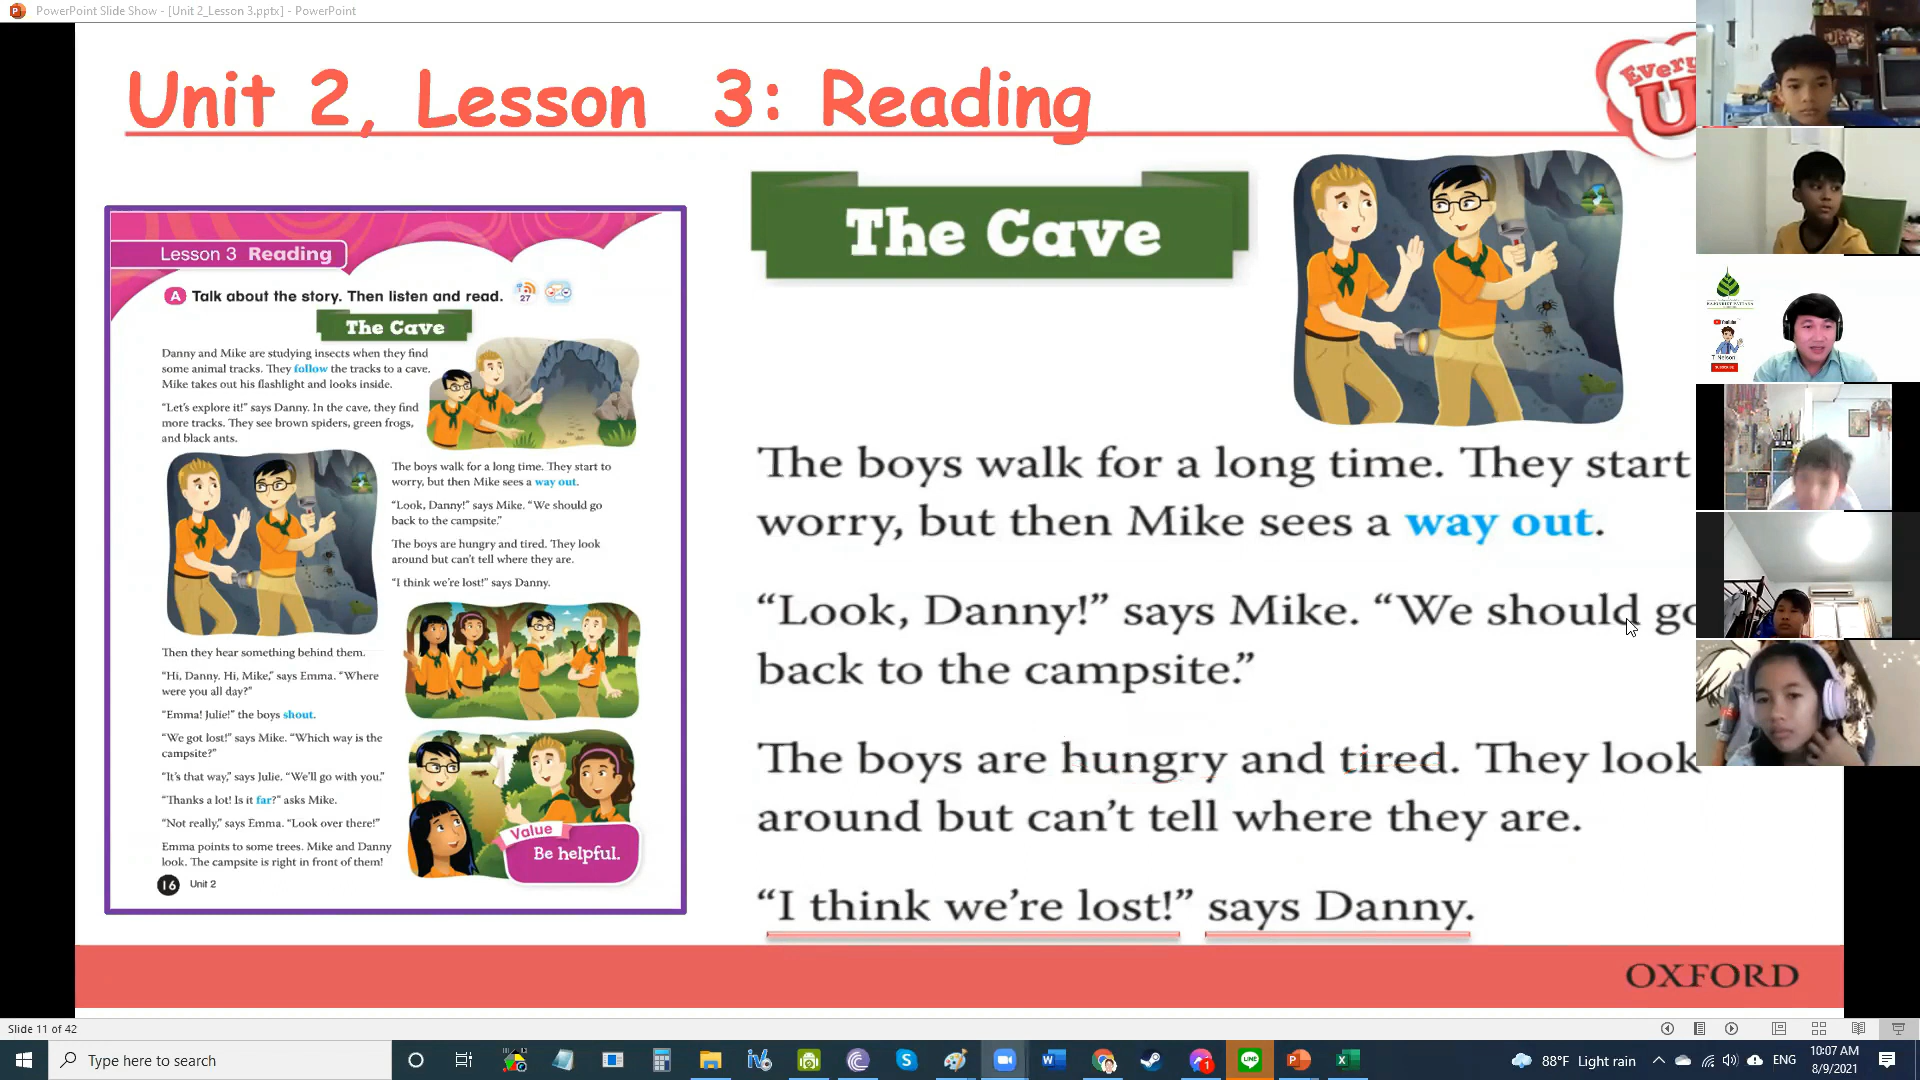 PowerPoint Slide Show - [Unit 2_Lesson 3.pptx] - PowerPoint
Unit 2, Lesson 3: Reading
Every
U
Lesson 3 Reading
A Talk about the story. Then listen and read.
27
The Cave
Danny and Mike are studying insects when they find
some animal tracks. They follow the tracks to a cave.
Mike takes out his flashlight and looks inside.
“Let’s explore it!” says Danny. In the cave, they find
more tracks. They see brown spiders, green frogs,
and black ants.
The boys walk for a long time. They start to
worry, but then Mike sees a way out.
“Look, Danny!” says Mike. “We should go
back to the campsite.”
The boys are hungry and tired. They look
around but can’t tell where they are.
“I think we’re lost!” says Danny.
Then they hear something behind them.
“Hi, Danny. Hi, Mike,” says Emma. “Where
were you all day?”
“Emma! Julie!” the boys shout.
“We got lost!” says Mike. “Which way is the
campsite?”
“It’s that way,” says Julie. “We’ll go with you.”
“Thanks a lot! Is it far?” asks Mike.
“Not really,” says Emma. “Look over there!”
Emma points to some trees. Mike and Danny
look. The campsite is right in front of them!
Value
Be helpful.
16 Unit 2
The Cave
The boys walk for a long time. They start
worry, but then Mike sees a way out.
“Look, Danny!” says Mike. “We should go
back to the campsite.”
The boys are hungry and tired. They look
around but can’t tell where they are.
“I think we’re lost!” says Danny.
OXFORD
YouTube
T. Nelson
SUBSCRIBE
Slide 11 of 42
Type here to search
1
88°F Light rain
ENG
10:07 AM
8/9/2021